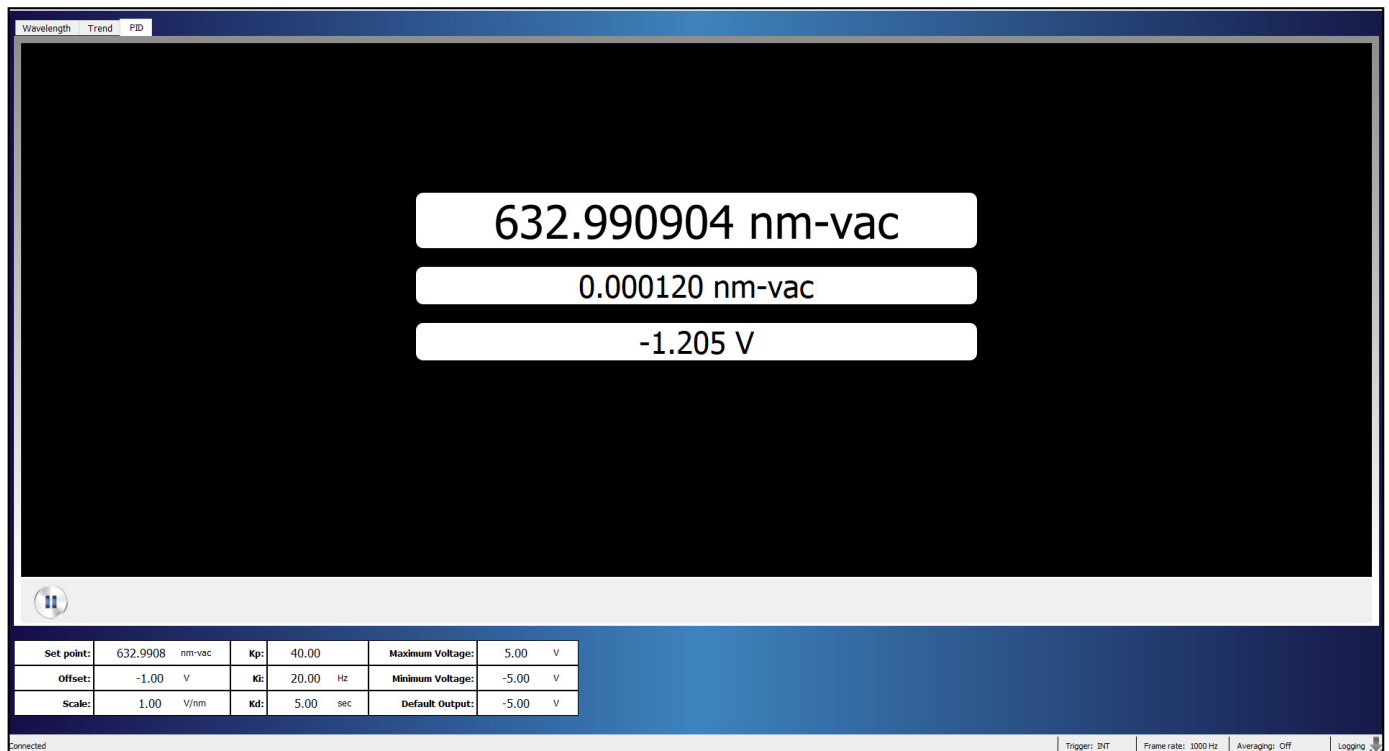 Wavelength Trend PID
632.990904 nm-vac
0.000120 nm-vac
-1.205 V
Set point: 632.9908 nm-vac Kp: 40.00 Maximum Voltage: 5.00 V
Offset: -1.00 V Ki: 20.00 Hz Minimum Voltage: -5.00 V
Scale: 1.00 V/nm Kd: 5.00 sec Default Output: -5.00 V
Connected Trigger: INT Frame rate: 1000 Hz Averaging: Off Logging